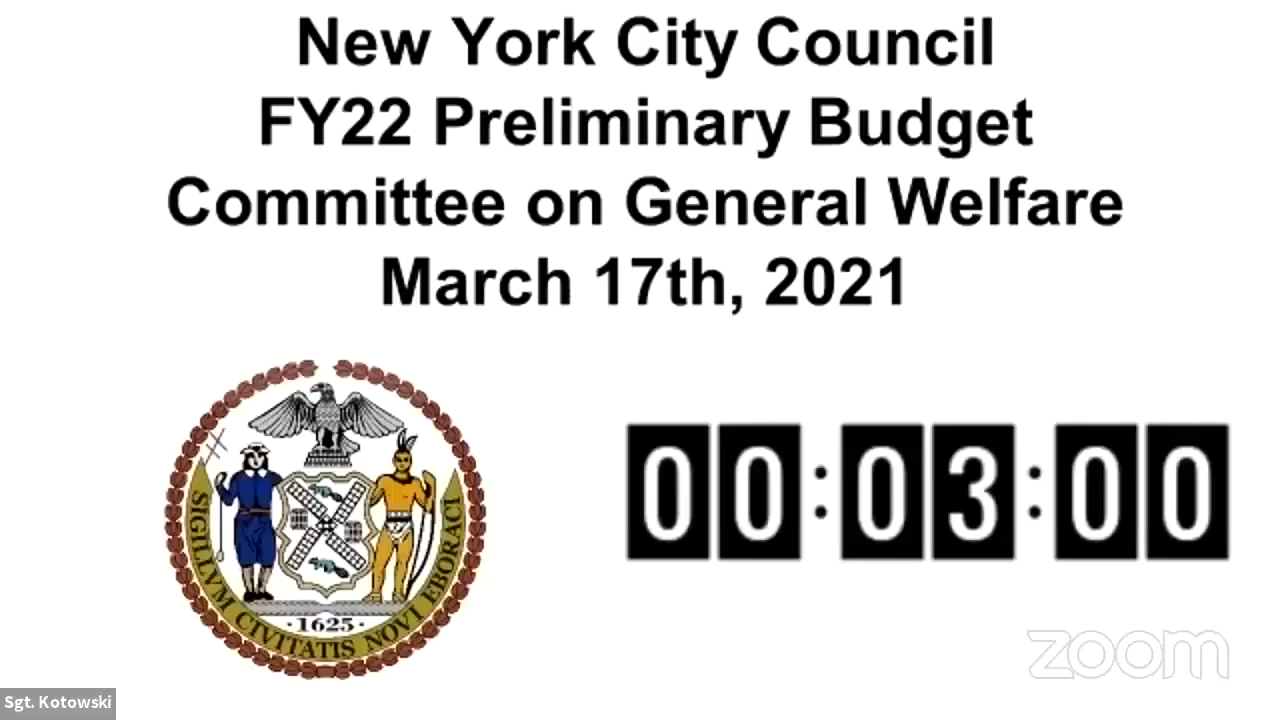 New York City Council
FY22 Preliminary Budget
Committee on General Welfare
March 17th, 2021
00:03:00
SIGILLVM CIVITATIS NOVI EBORACI
·1625·
zoom
Sgt. Kotowski